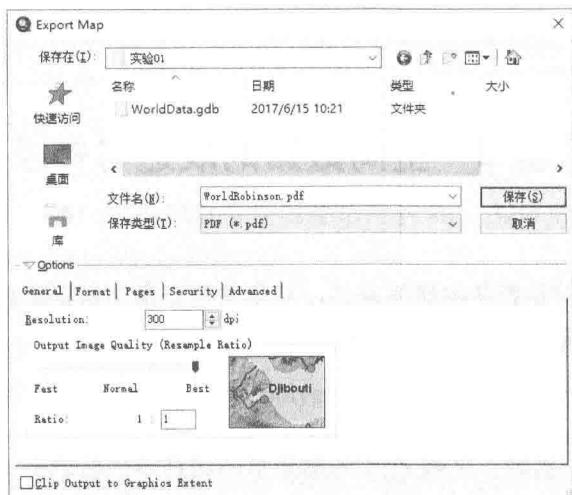 Export Map
保存在(I): 实验01
名称 日期 类型 大小
WorldData.gdb 2017/6/15 10:21 文件夹
快速访问
桌面
库
文件名(N): WorldRobinson.pdf 保存(S)
保存类型(T): PDF (*.pdf) 取消
Options
General Format Pages Security Advanced
Resolution: 300 dpi
Output Image Quality (Resample Ratio)
Fast Normal Best
Djibouti
Ratio: 1 : 1
Clip Output to Graphics Extent